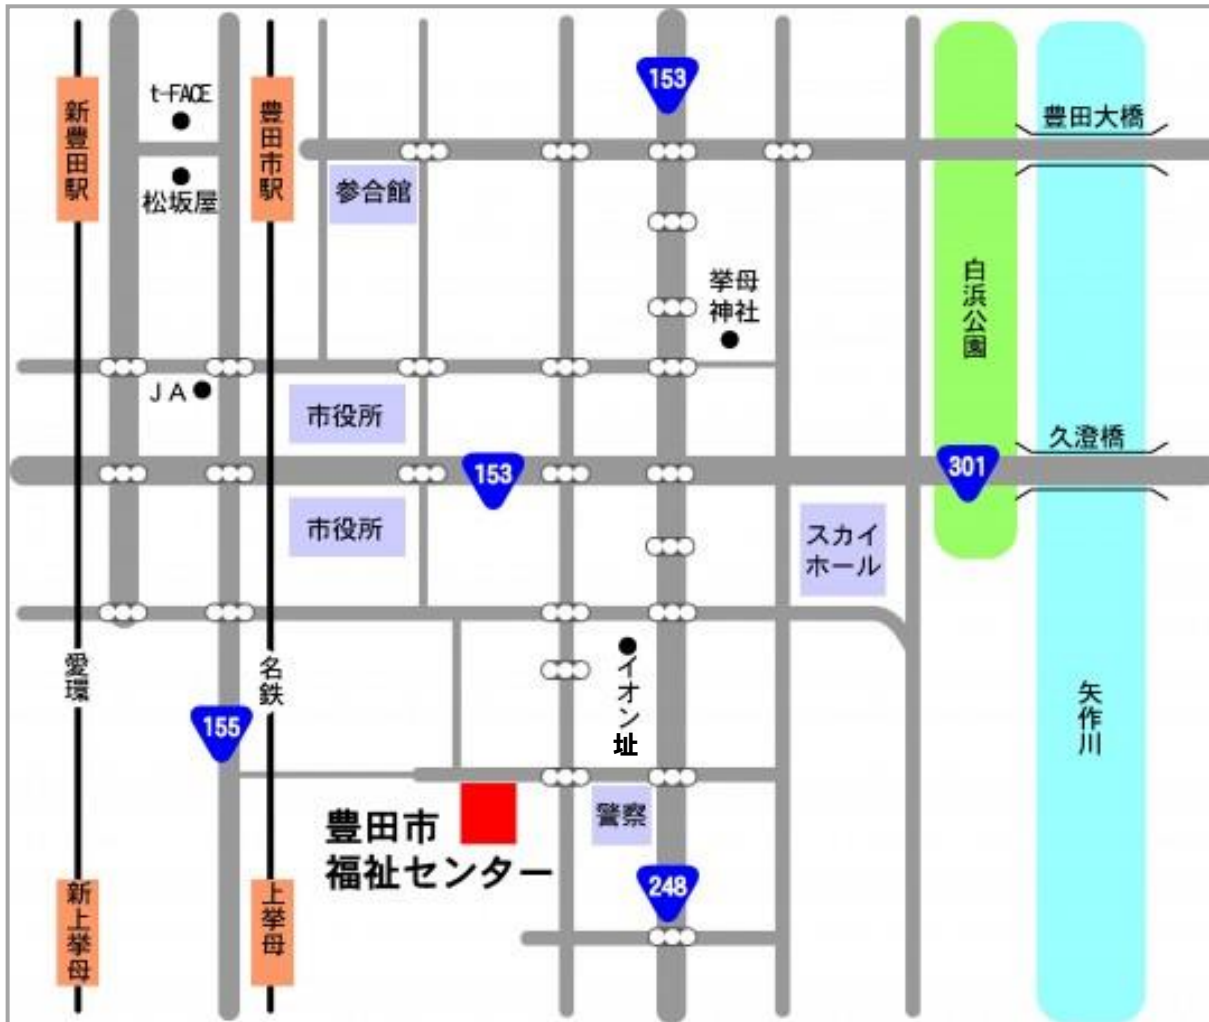 153
t-FACE
豊田大橋
新豊田駅
豊田市駅
松坂屋
参合館
挙母
神社
白浜公園
JA
市役所
久澄橋
153
301
市役所
スカイ
ホール
イオン址
愛環
名鉄
矢作川
155
警察
豊田市
福祉センター
248
新上挙母
上挙母